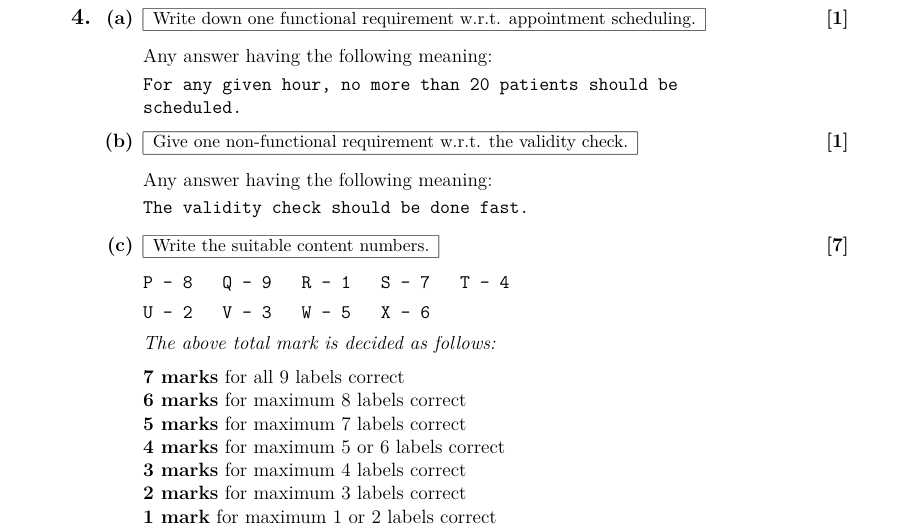 4. (a) Write down one functional requirement w.r.t. appointment scheduling. [1]
Any answer having the following meaning:
For any given hour, no more than 20 patients should be
scheduled.
(b) Give one non-functional requirement w.r.t. the validity check. [1]
Any answer having the following meaning:
The validity check should be done fast.
(c) Write the suitable content numbers. [7]
P - 8 Q - 9 R - 1 S - 7 T - 4
U - 2 V - 3 W - 5 X - 6
The above total mark is decided as follows:
7 marks for all 9 labels correct
6 marks for maximum 8 labels correct
5 marks for maximum 7 labels correct
4 marks for maximum 5 or 6 labels correct
3 marks for maximum 4 labels correct
2 marks for maximum 3 labels correct
1 mark for maximum 1 or 2 labels correct